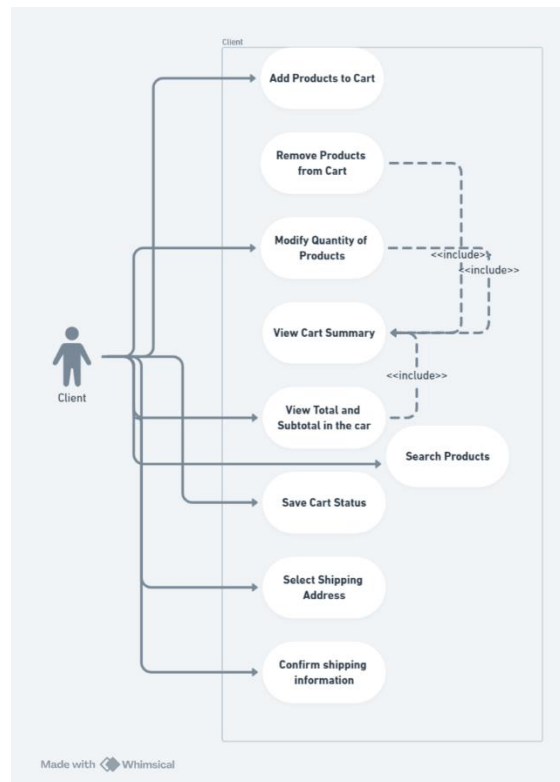 Client
Add Products to Cart
Remove Products
from Cart
Modify Quantity of
Products
<<include>>
<<include>>
View Cart Summary
Client
<<include>>
View Total and
Subtotal in the car
Search Products
Save Cart Status
Select Shipping
Address
Confirm shipping
information
Made with Whimsical